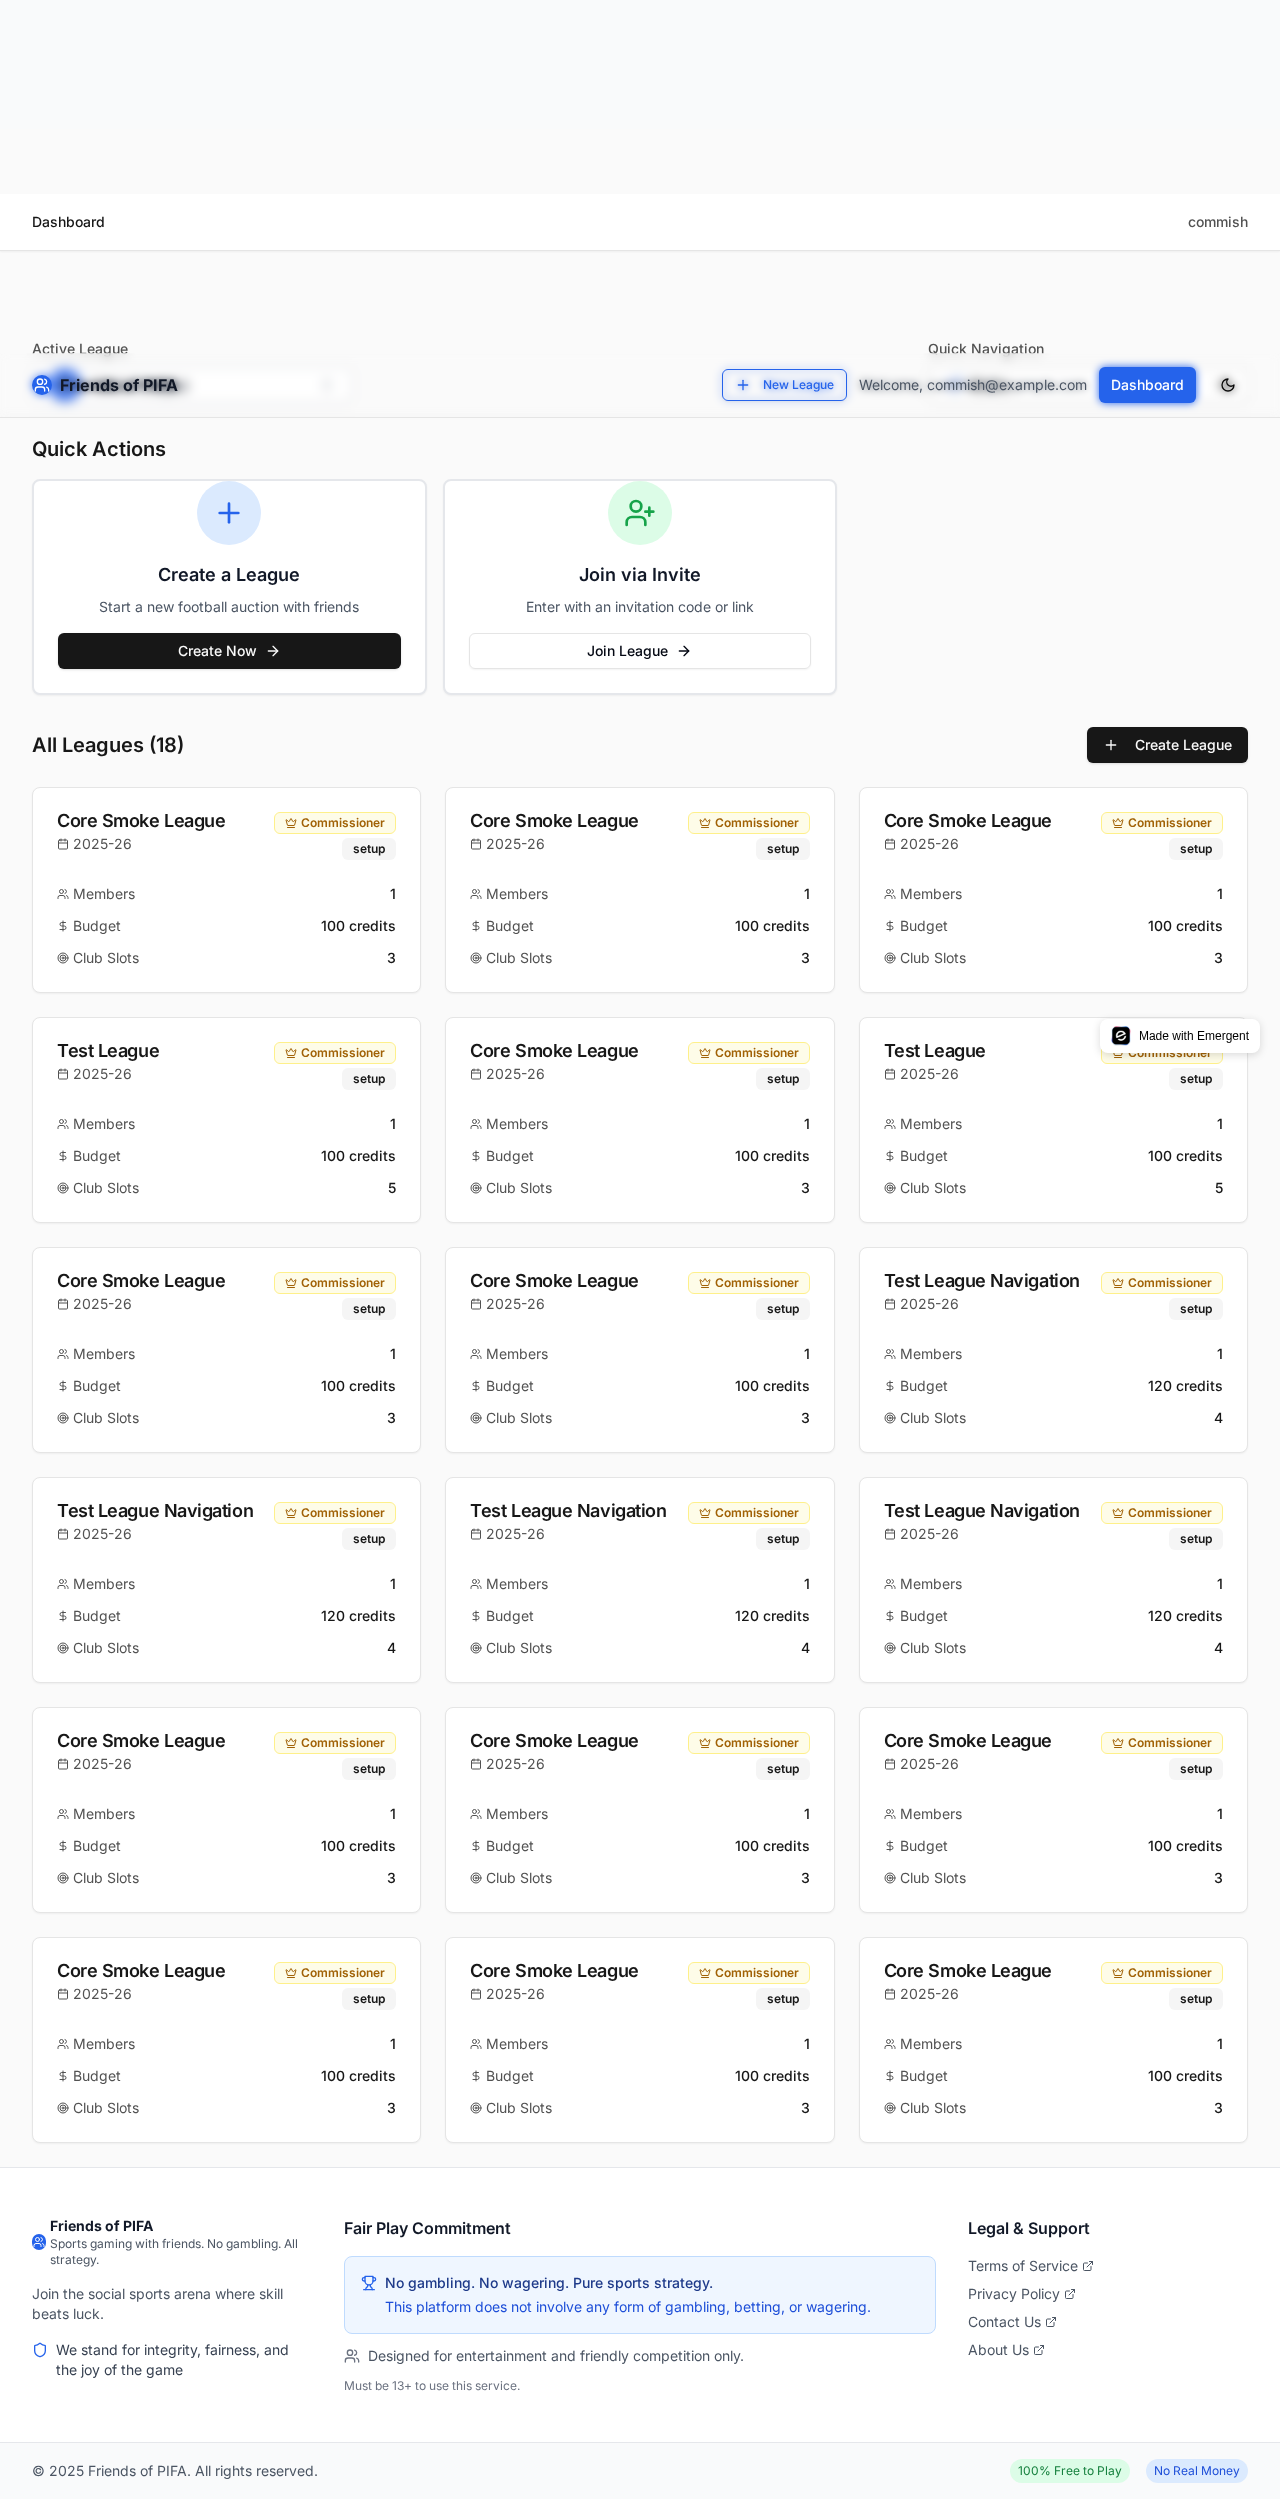 Dashboard
commish
Active League
Quick Navigation
Friends of PIFA
New League
Welcome, commish@example.com
Dashboard
Quick Actions
Create a League
Start a new football auction with friends
Create Now
Join via Invite
Enter with an invitation code or link
Join League
All Leagues (18)
Create League
Core Smoke League
Commissioner
2025-26
setup
Members 1
Budget 100 credits
Club Slots 3
Core Smoke League
Commissioner
2025-26
setup
Members 1
Budget 100 credits
Club Slots 3
Core Smoke League
Commissioner
2025-26
setup
Members 1
Budget 100 credits
Club Slots 3
Test League
Commissioner
2025-26
setup
Members 1
Budget 100 credits
Club Slots 5
Core Smoke League
Commissioner
2025-26
setup
Members 1
Budget 100 credits
Club Slots 3
Made with Emergent
Test League
Commissioner
2025-26
setup
Members 1
Budget 100 credits
Club Slots 5
Core Smoke League
Commissioner
2025-26
setup
Members 1
Budget 100 credits
Club Slots 3
Core Smoke League
Commissioner
2025-26
setup
Members 1
Budget 100 credits
Club Slots 3
Test League Navigation
Commissioner
2025-26
setup
Members 1
Budget 120 credits
Club Slots 4
Test League Navigation
Commissioner
2025-26
setup
Members 1
Budget 120 credits
Club Slots 4
Test League Navigation
Commissioner
2025-26
setup
Members 1
Budget 120 credits
Club Slots 4
Test League Navigation
Commissioner
2025-26
setup
Members 1
Budget 120 credits
Club Slots 4
Core Smoke League
Commissioner
2025-26
setup
Members 1
Budget 100 credits
Club Slots 3
Core Smoke League
Commissioner
2025-26
setup
Members 1
Budget 100 credits
Club Slots 3
Core Smoke League
Commissioner
2025-26
setup
Members 1
Budget 100 credits
Club Slots 3
Core Smoke League
Commissioner
2025-26
setup
Members 1
Budget 100 credits
Club Slots 3
Core Smoke League
Commissioner
2025-26
setup
Members 1
Budget 100 credits
Club Slots 3
Core Smoke League
Commissioner
2025-26
setup
Members 1
Budget 100 credits
Club Slots 3
Friends of PIFA
Sports gaming with friends. No gambling. All
strategy.
Join the social sports arena where skill
beats luck.
We stand for integrity, fairness, and
the joy of the game
Fair Play Commitment
No gambling. No wagering. Pure sports strategy.
This platform does not involve any form of gambling, betting, or wagering.
Designed for entertainment and friendly competition only.
Must be 13+ to use this service.
Legal & Support
Terms of Service
Privacy Policy
Contact Us
About Us
© 2025 Friends of PIFA. All rights reserved.
100% Free to Play
No Real Money